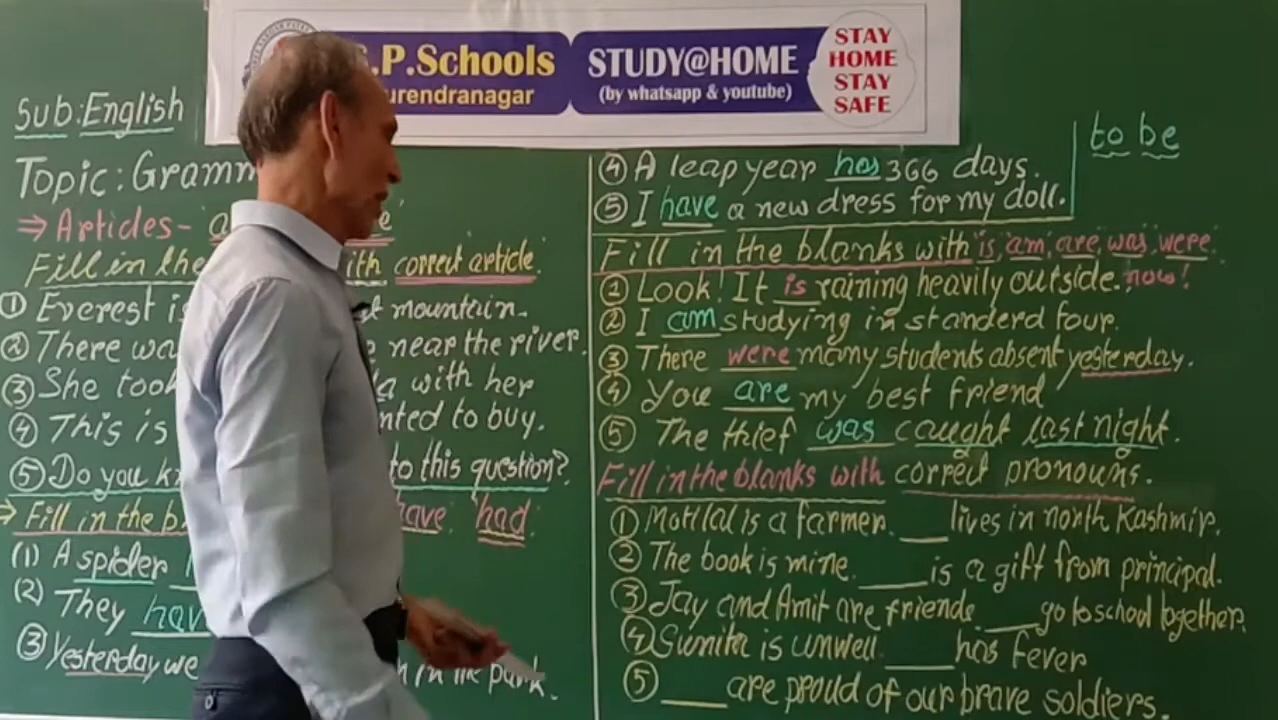 .P.Schools
urendranagar
STUDY@HOME
(by whatsapp & youtube)
STAY
HOME
STAY
SAFE
Sub:English
Topic: Gramm
⇒ Articles-
Fill in the ith correct article.
① Everest is mountain.
② There wa near the river.
③ She took with her
④ This is nted to buy.
⑤ Do you k to this question?
→ Fill in the b ave had
(1) A spider
(2) They hav
③ Yesterday we in the park.
④ A leap year has 366 days.
⑤ I have a new dress for my doll.
to be
Fill in the blanks with is, am, are, was, were.
① Look! It is raining heavily outside. now!
② I am studying in standerd four.
③ There were many students absent yesterday.
④ You are my best friend
⑤ The thief was caught last night.
Fill in the blanks with correct pronouns.
① Motilal is a farmer. ___ lives in north Kashmir.
② The book is mine. ___ is a gift from principal.
③ Jay and Amit are friends. ___ go to school together.
④ Sunita is unwell. ___ has fever
⑤ ___ are proud of our brave soldiers.